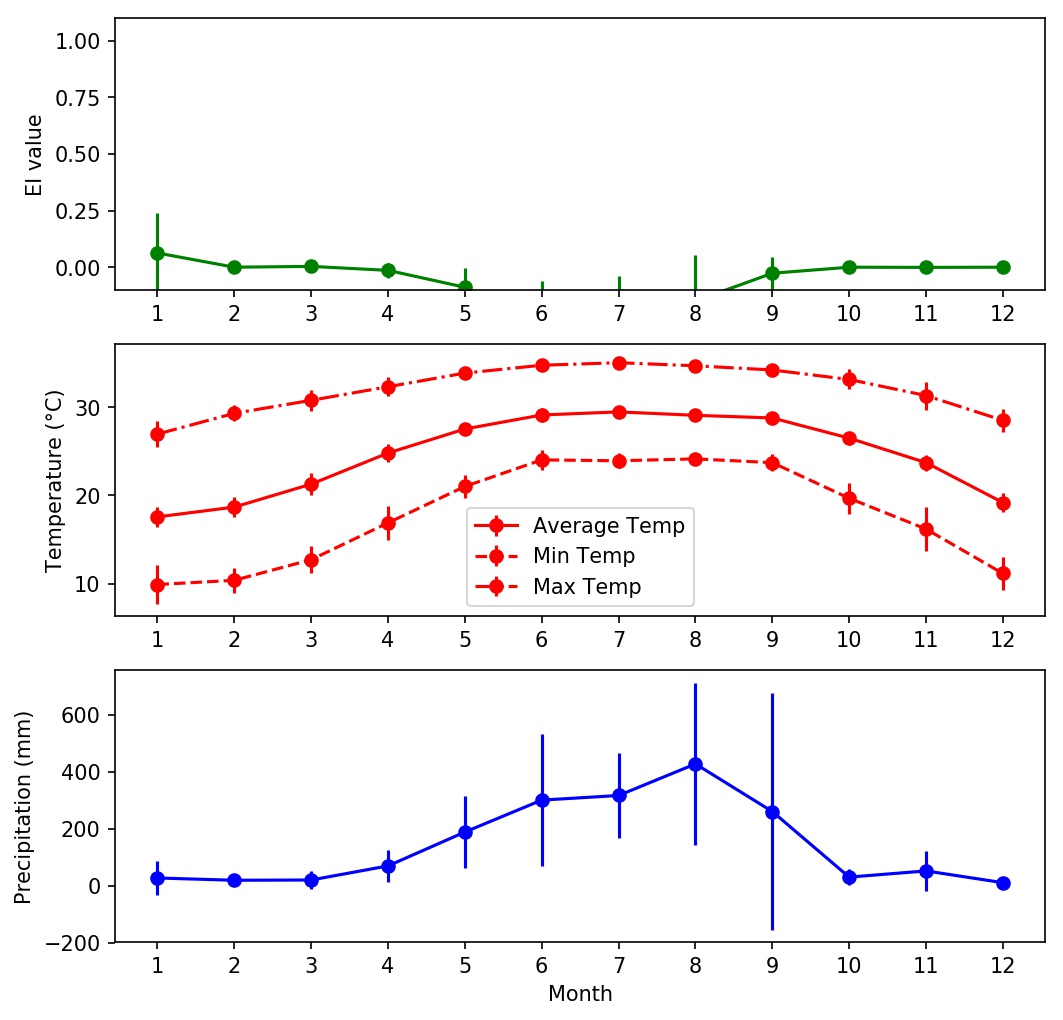 1.00
0.75
0.50
0.25
0.00
EI value
1 2 3 4 5 6 7 8 9 10 11 12
30
20
10
Temperature (°C)
Average Temp
Min Temp
Max Temp
1 2 3 4 5 6 7 8 9 10 11 12
600
400
200
0
−200
Precipitation (mm)
1 2 3 4 5 6 7 8 9 10 11 12
Month